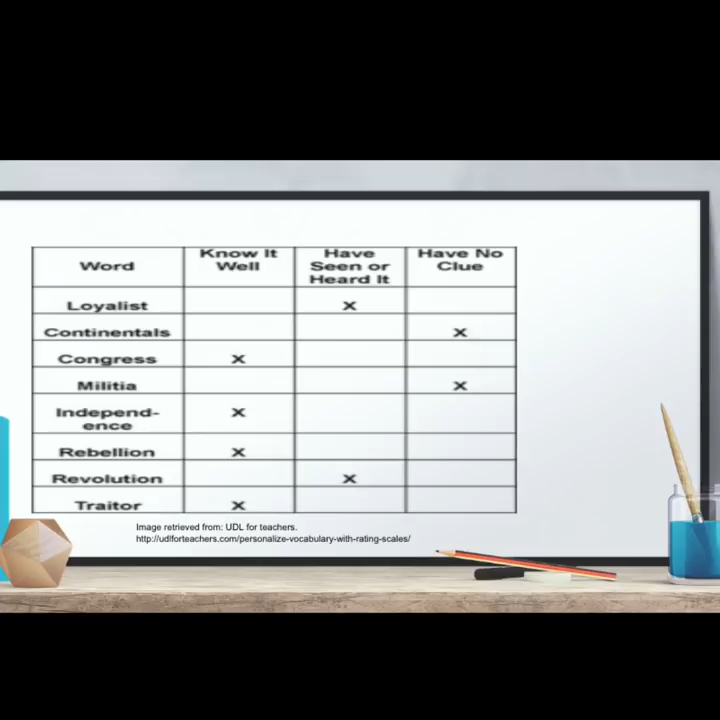 Word Know It Well Have Seen or Heard It Have No Clue
Loyalist X
Continentals X
Congress X
Militia X
Independ-
ence X
Rebellion X
Revolution X
Traitor X
Image retrieved from: UDL for teachers.
http://udlforteachers.com/personalize-vocabulary-with-rating-scales/